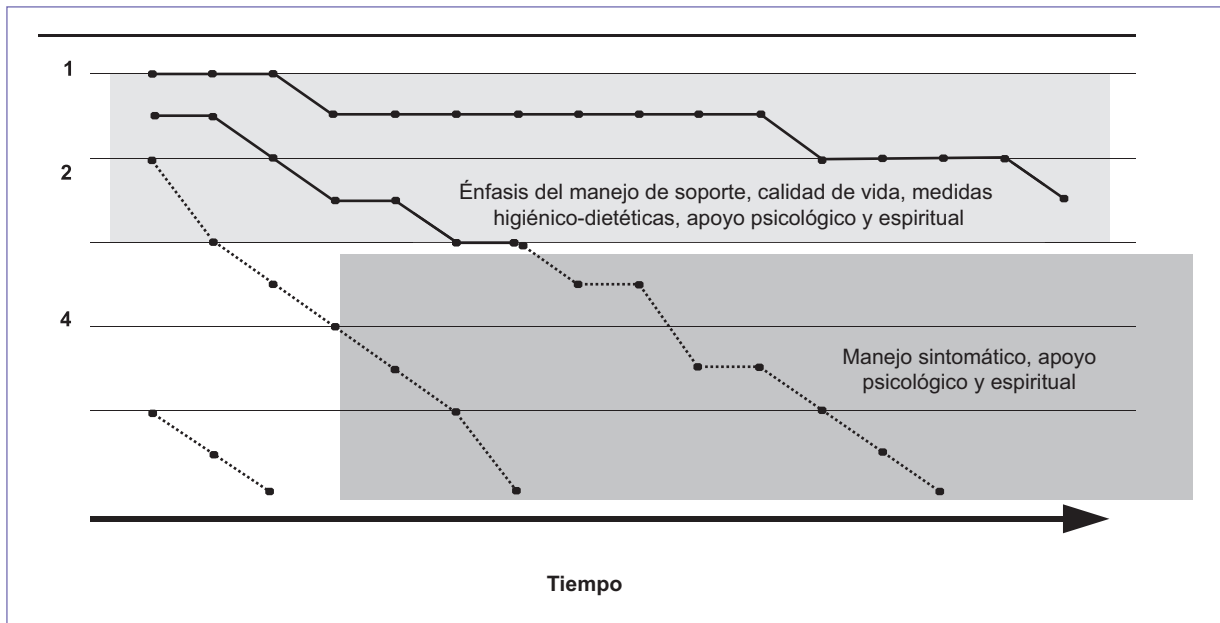 1
2
Énfasis del manejo de soporte, calidad de vida, medidas
higiénico-dietéticas, apoyo psicológico y espiritual
4
Manejo sintomático, apoyo
psicológico y espiritual
Tiempo